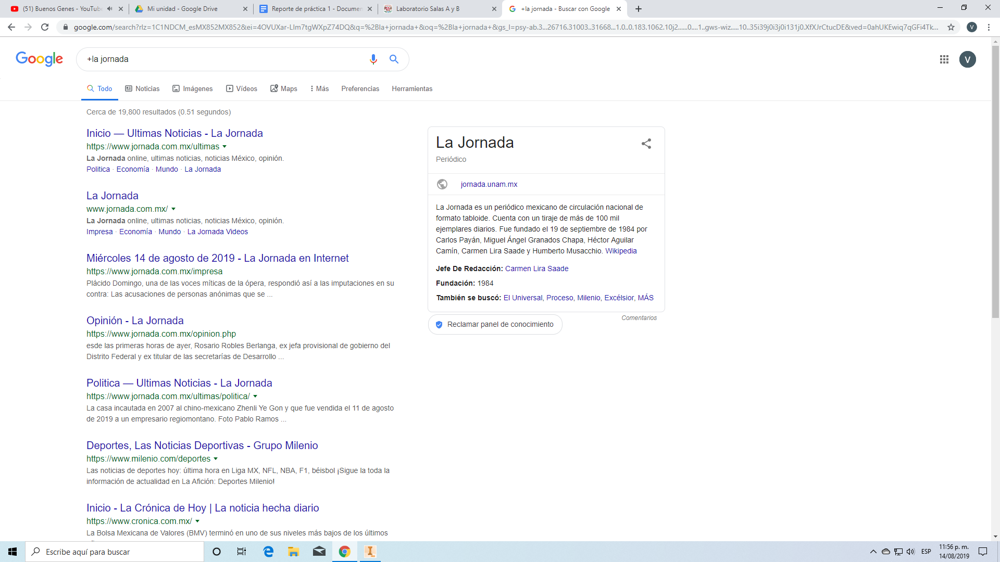 (51) Buenos Genes - YouTube
Mi unidad - Google Drive
Reporte de práctica 1 - Documen
Laboratorio Salas A y B
+la jornada - Buscar con Google
google.com/search?rlz=1C1NDCM_esMX852MX852&ei=4OVUXar-LIm7tgWXpZ74DQ&q=%2Bla+jornada+&oq=%2Bla+jornada+&gs_l=psy-ab.3...26716.31003..31668...1.0..0.183.1062.10j2......0....1..gws-wiz.....10..35i39j0i3j0i131j0.XfXJrCtucDE&ved=0ahUKEwiq7qGFi4Tk...
V
Google
+la jornada
V
Todo
Noticias
Imágenes
Vídeos
Maps
Más
Preferencias
Herramientas
Cerca de 19,800 resultados (0.51 segundos)
Inicio — Ultimas Noticias - La Jornada
https://www.jornada.com.mx/ultimas
La Jornada online, ultimas noticias, noticias México, opinión.
Politica · Economía · Mundo · La Jornada
La Jornada
www.jornada.com.mx/
La Jornada online, ultimas noticias, noticias México, opinión.
Impresa · Economía · Mundo · La Jornada Videos
Miércoles 14 de agosto de 2019 - La Jornada en Internet
https://www.jornada.com.mx/impresa
Plácido Domingo, una de las voces míticas de la ópera, respondió así a las imputaciones en su
contra: Las acusaciones de personas anónimas que se ...
Opinión - La Jornada
https://www.jornada.com.mx/opinion.php
esde las primeras horas de ayer, Rosario Robles Berlanga, ex jefa provisional de gobierno del
Distrito Federal y ex titular de las secretarías de Desarrollo ...
Politica — Ultimas Noticias - La Jornada
https://www.jornada.com.mx/ultimas/politica/
La casa incautada en 2007 al chino-mexicano Zhenli Ye Gon y que fue vendida el 11 de agosto
de 2019 a un empresario regiomontano. Foto Pablo Ramos ...
Deportes, Las Noticias Deportivas - Grupo Milenio
https://www.milenio.com/deportes
Las noticias de deportes hoy: última hora en Liga MX, NFL, NBA, F1, béisbol ¡Sigue la toda la
información de actualidad en La Afición: Deportes Milenio!
Inicio - La Crónica de Hoy | La noticia hecha diario
https://www.cronica.com.mx/
La Bolsa Mexicana de Valores (BMV) terminó en uno de sus niveles más bajos de los últimos
La Jornada
Periódico
jornada.unam.mx
La Jornada es un periódico mexicano de circulación nacional de
formato tabloide. Cuenta con un tiraje de más de 100 mil
ejemplares diarios. Fue fundado el 19 de septiembre de 1984 por
Carlos Payán, Miguel Ángel Granados Chapa, Héctor Aguilar
Camín, Carmen Lira Saade y Humberto Musacchio. Wikipedia
Jefe De Redacción: Carmen Lira Saade
Fundación: 1984
También se buscó: El Universal, Proceso, Milenio, Excélsior, MÁS
Comentarios
Reclamar panel de conocimiento
Escribe aquí para buscar
ESP
11:56 p. m.
14/08/2019